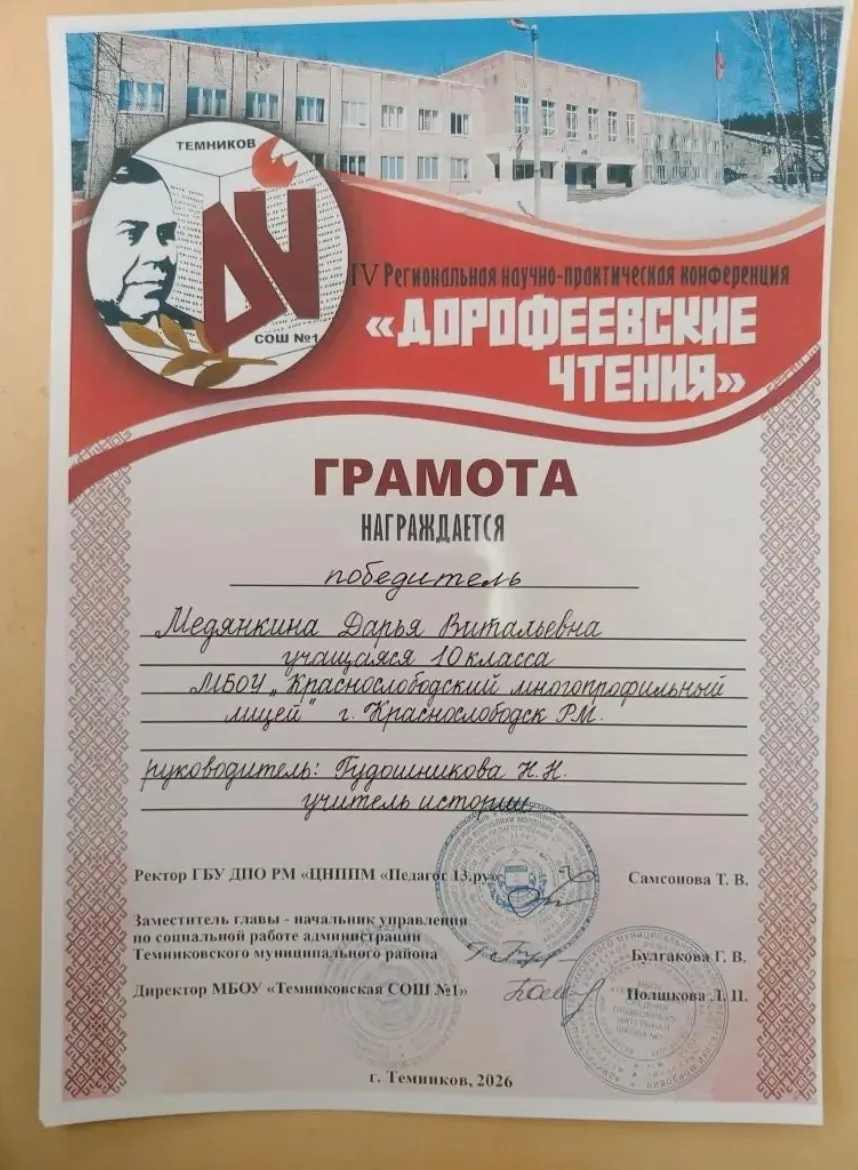 ТЕМНИКОВ
ДЧ
СОШ №1
IV Региональная научно-практическая конференция
«ДОРОФЕЕВСКИЕ
ЧТЕНИЯ»
ГРАМОТА
НАГРАЖДАЕТСЯ
победитель
Медянкина Дарья Витальевна
учащаяся 10 класса
МБОУ „Краснослободский многопрофильный
лицей" г. Краснослободск РМ.
руководитель: Гудошникова Н.Н.
учитель истории
Ректор ГБУ ДПО РМ «ЦНППМ «Педагог 13.ру»
Самсонова Т. В.
Заместитель главы - начальник управления
по социальной работе администрации
Темниковского муниципального района
Булгакова Г. В.
Директор МБОУ «Темниковская СОШ №1»
Полшкова Л. П.
г. Темников, 2026